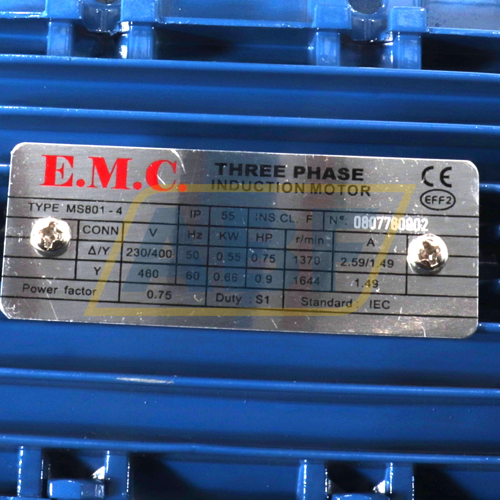 E.M.C.
THREE PHASE
INDUCTION MOTOR
CE
EFF2
TYPE MS801-4 IP 55 INS CL. F Nº: 0807760902
CONN V Hz KW HP r/min A
Δ/Y 230/400 50 0.55 0.75 1370 2.59/1.49
Y 460 60 0.66 0.9 1644 1.49
Power factor 0.75 Duty : S1 Standard : IEC